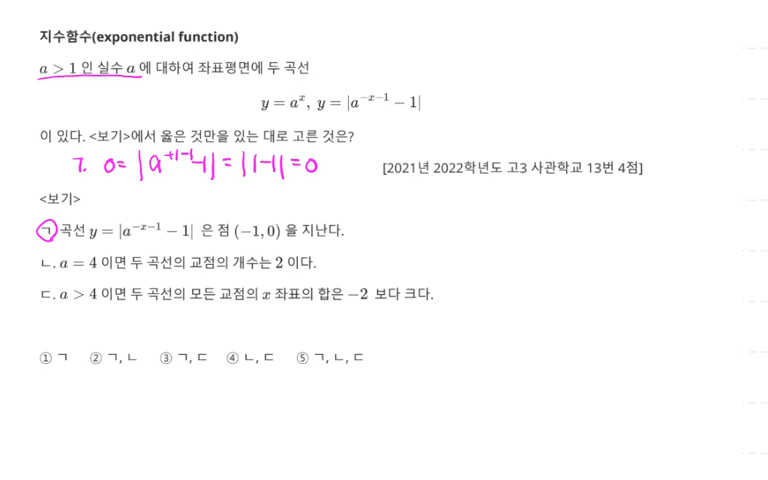 지수함수(exponential function)
a > 1 인 실수 a 에 대하여 좌표평면에 두 곡선
y = a^x, y = |a^{-x-1} - 1|
이 있다. <보기>에서 옳은 것만을 있는 대로 고른 것은?
ㄱ. 0 = |a^{+1-1} - 1| = |1-1| = 0
[2021년 2022학년도 고3 사관학교 13번 4점]
<보기>
ㄱ 곡선 y = |a^{-x-1} - 1| 은 점 (-1, 0) 을 지난다.
ㄴ. a = 4 이면 두 곡선의 교점의 개수는 2 이다.
ㄷ. a > 4 이면 두 곡선의 모든 교점의 x 좌표의 합은 -2 보다 크다.
① ㄱ ② ㄱ, ㄴ ③ ㄱ, ㄷ ④ ㄴ, ㄷ ⑤ ㄱ, ㄴ, ㄷ